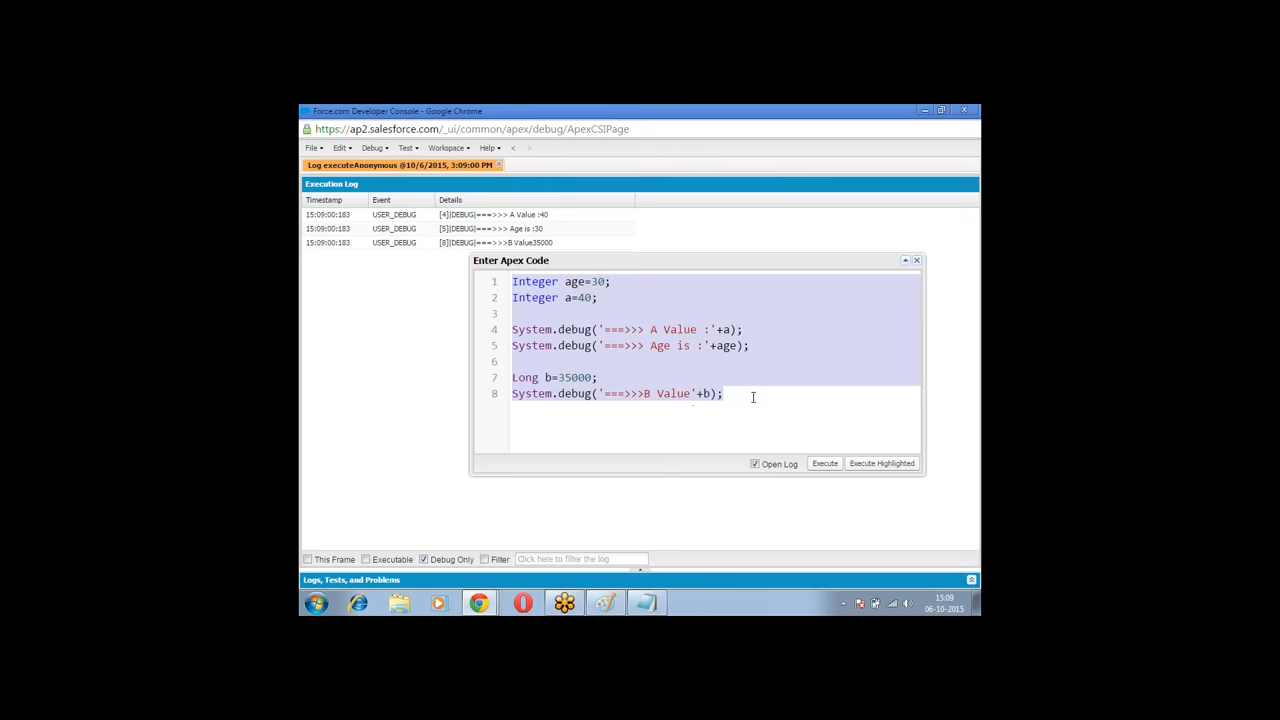 Force.com Developer Console - Google Chrome
https://ap2.salesforce.com/_ui/common/apex/debug/ApexCSIPage
File Edit Debug Test Workspace Help < >
Log executeAnonymous @10/6/2015, 3:09:00 PM
Execution Log
Timestamp Event Details
15:09:00:183 USER_DEBUG [4]|DEBUG|===>>> A Value :40
15:09:00:183 USER_DEBUG [5]|DEBUG|===>>> Age is :30
15:09:00:183 USER_DEBUG [8]|DEBUG|===>>>B Value35000
Enter Apex Code
1 Integer age=30;
2 Integer a=40;
3
4 System.debug('===>>> A Value :'+a);
5 System.debug('===>>> Age is :'+age);
6
7 Long b=35000;
8 System.debug('===>>>B Value'+b);
Open Log Execute Execute Highlighted
This Frame Executable Debug Only Filter Click here to filter the log
Logs, Tests, and Problems
15:09
06-10-2015